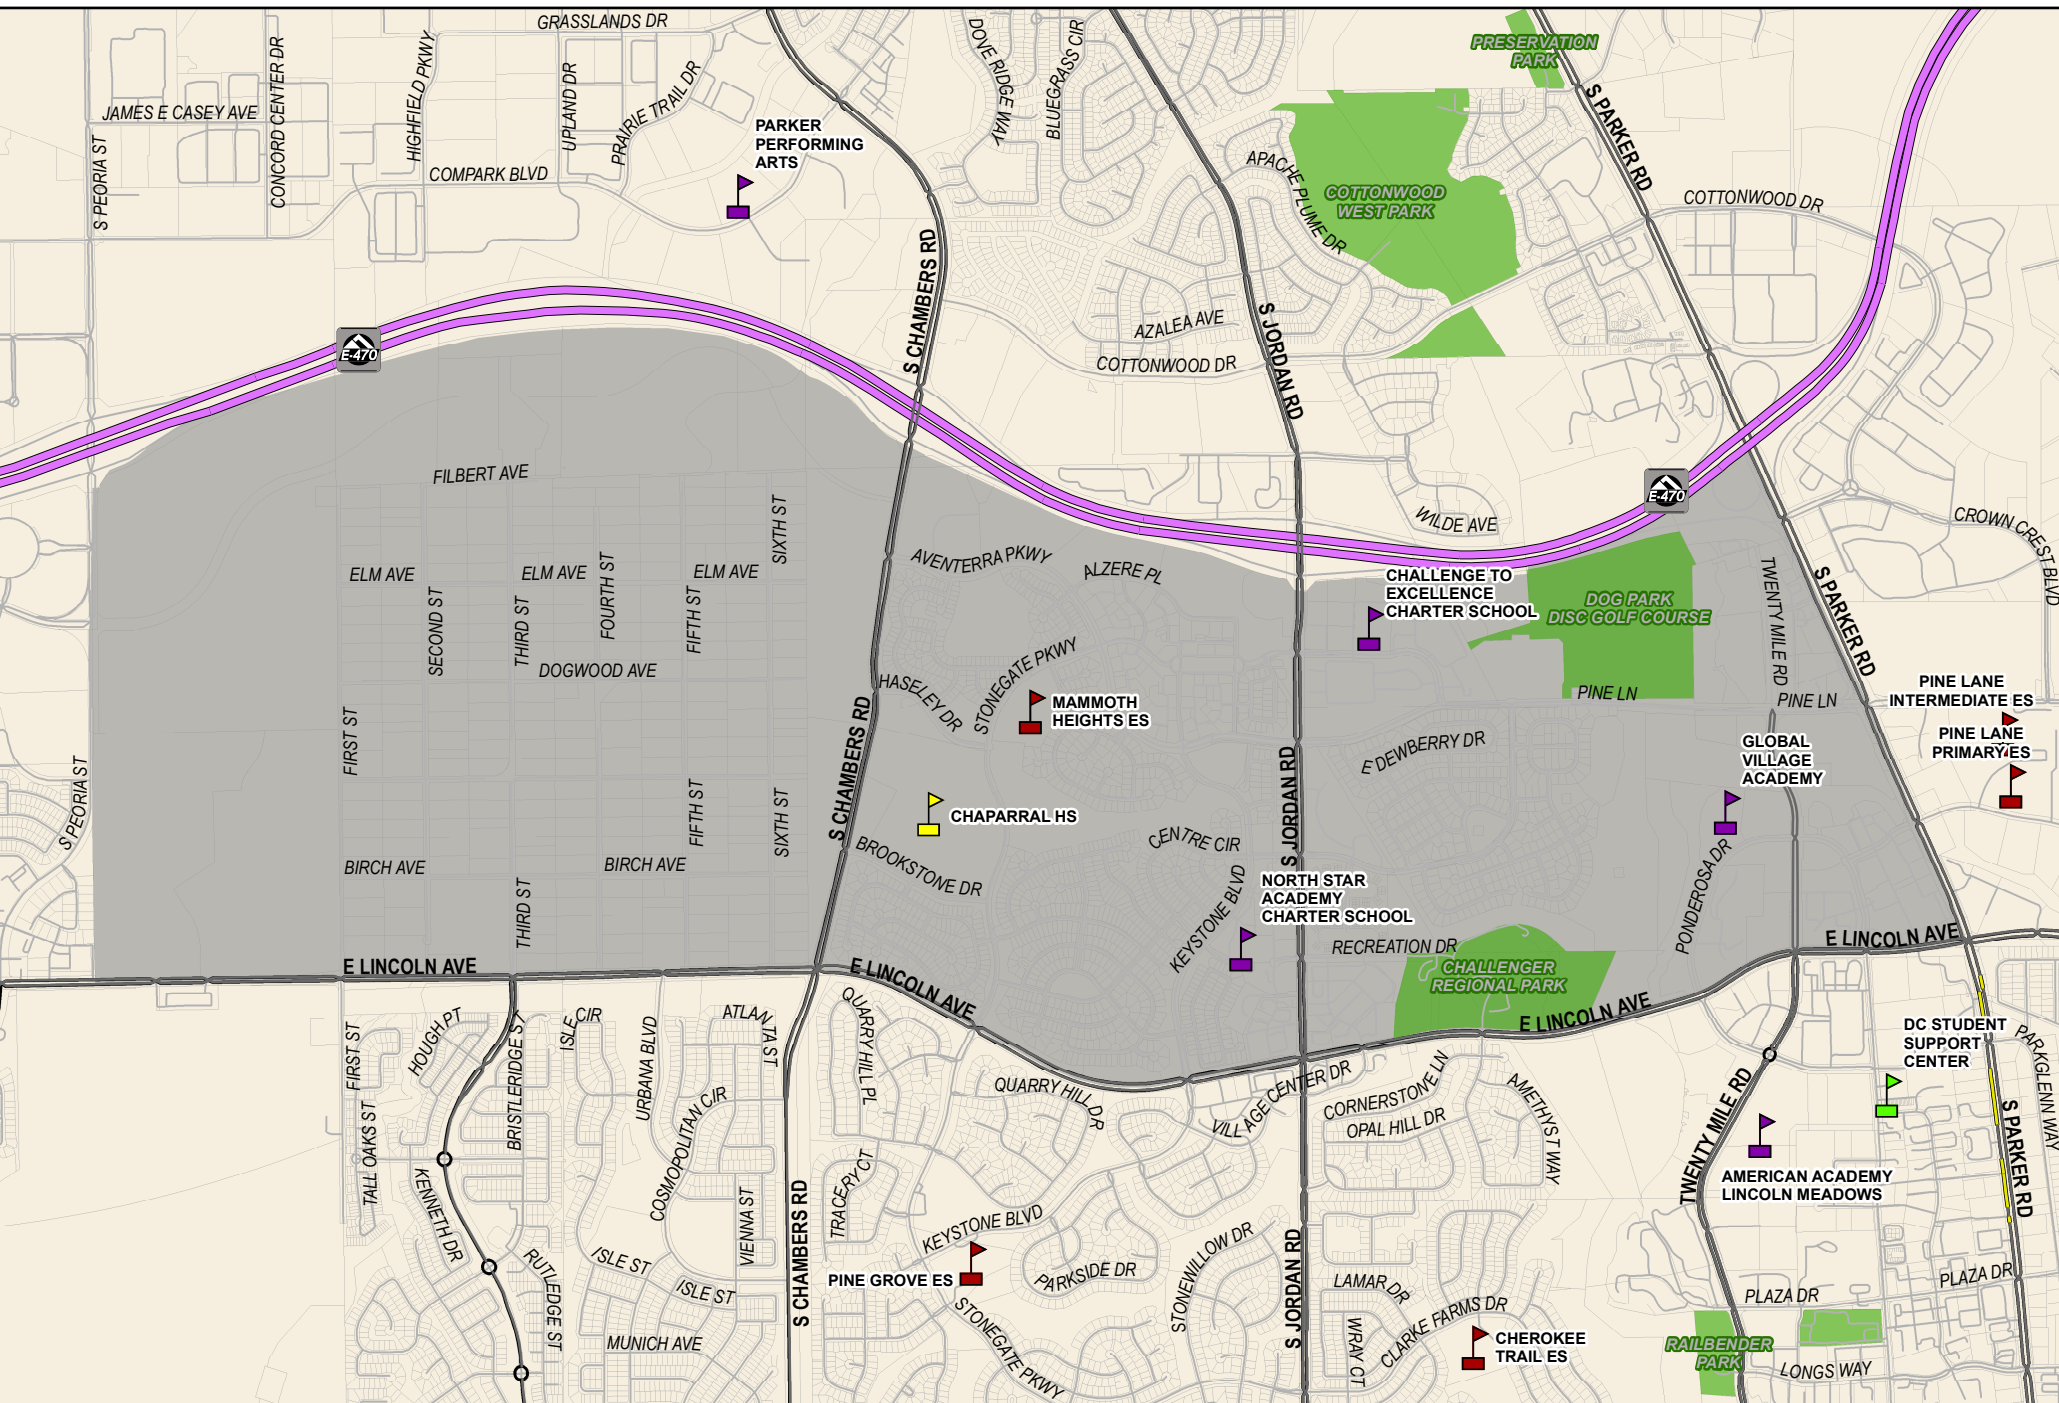 GRASSLANDS DR
PRESERVATION
PARK
JAMES E CASEY AVE
CONCORD CENTER DR
HIGHFIELD PKWY
UPLAND DR
PRAIRIE TRAIL DR
DOVE RIDGE WAY
BLUEGRASS CIR
S PARKER RD
S PEORIA ST
COMPARK BLVD
PARKER
PERFORMING
ARTS
APACHE PLUME DR
COTTONWOOD
WEST PARK
COTTONWOOD DR
S CHAMBERS RD
AZALEA AVE
COTTONWOOD DR
S JORDAN RD
E-470
E-470
FILBERT AVE
SIXTH ST
WILDE AVE
CROWN CREST BLVD
ELM AVE
ELM AVE
ELM AVE
SECOND ST
THIRD ST
FOURTH ST
FIFTH ST
DOGWOOD AVE
AVENTERRA PKWY
ALZERE PL
CHALLENGE TO
EXCELLENCE
CHARTER SCHOOL
DOG PARK
DISC GOLF COURSE
TWENTY MILE RD
S PARKER RD
HASELEY DR
STONEGATE PKWY
MAMMOTH
HEIGHTS ES
PINE LN
PINE LN
PINE LANE
INTERMEDIATE ES
PINE LANE
PRIMARY ES
FIRST ST
S PEORIA ST
S CHAMBERS RD
E DEWBERRY DR
GLOBAL
VILLAGE
ACADEMY
FIFTH ST
SIXTH ST
CHAPARRAL HS
CENTRE CIR
S JORDAN RD
BIRCH AVE
BIRCH AVE
BROOKSTONE DR
THIRD ST
KEYSTONE BLVD
NORTH STAR
ACADEMY
CHARTER SCHOOL
RECREATION DR
PONDEROSA DR
E LINCOLN AVE
E LINCOLN AVE
E LINCOLN AVE
CHALLENGER
REGIONAL PARK
E LINCOLN AVE
FIRST ST
HOUGH PT
BRISTLERIDGE ST
ISLE CIR
URBANA BLVD
ATLANTA ST
QUARRY HILL PL
QUARRY HILL DR
VILLAGE CENTER DR
CORNERSTONE LN
OPAL HILL DR
AMETHYST WAY
DC STUDENT
SUPPORT
CENTER
PARKGLENN WAY
TWENTY MILE RD
S PARKER RD
TALL OAKS ST
KENNETH DR
COSMOPOLITAN CIR
VIENNA ST
TRACERY CT
AMERICAN ACADEMY
LINCOLN MEADOWS
S CHAMBERS RD
KEYSTONE BLVD
PINE GROVE ES
PARKSIDE DR
STONEWILLOW DR
S JORDAN RD
RUTLEDGE ST
ISLE ST
ISLE ST
MUNICH AVE
STONEGATE PKWY
LAMAR DR
WRAY CT
CLARKE FARMS DR
CHEROKEE
TRAIL ES
PLAZA DR
PLAZA DR
RAILBENDER
PARK
LONGS WAY